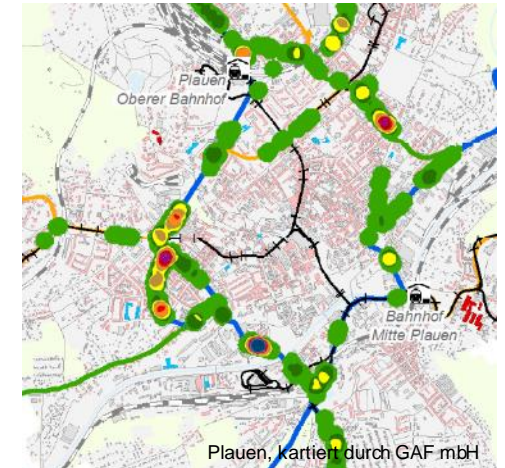 Plauen
Oberer Bahnhof
Bahnhof
Mitte Plauen
Plauen, kartiert durch GAF mbH